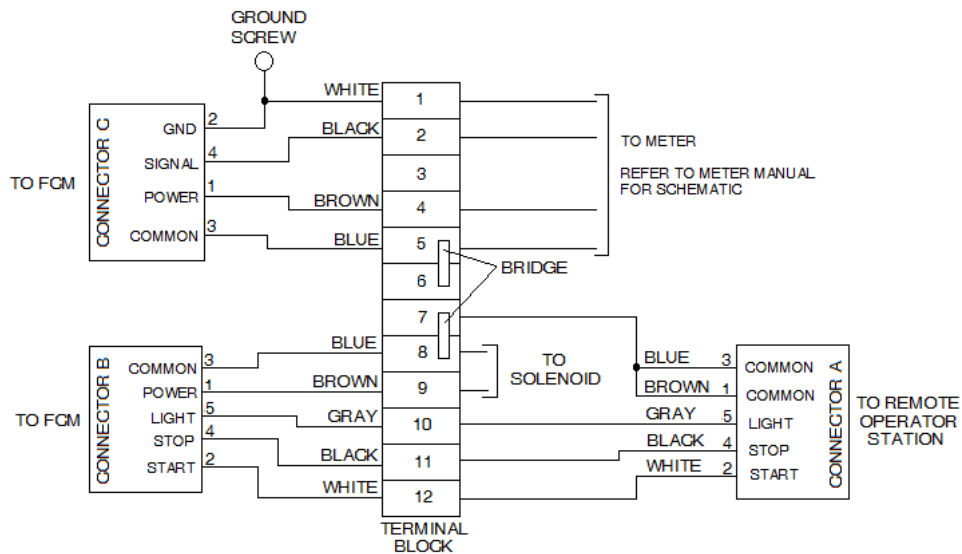 GROUND
SCREW
TO FCM
CONNECTOR C
GND
2
SIGNAL
4
POWER
1
COMMON
3
WHITE
BLACK
BROWN
BLUE
1
2
3
4
5
6
7
8
9
10
11
12
TO METER
REFER TO METER MANUAL
FOR SCHEMATIC
BRIDGE
TO FCM
CONNECTOR B
COMMON
3
POWER
1
LIGHT
5
STOP
4
START
2
BLUE
BROWN
GRAY
BLACK
WHITE
TO
SOLENOID
BLUE
BROWN
GRAY
BLACK
WHITE
3
COMMON
1
COMMON
5
LIGHT
4
STOP
2
START
CONNECTOR A
TO REMOTE
OPERATOR
STATION
TERMINAL
BLOCK